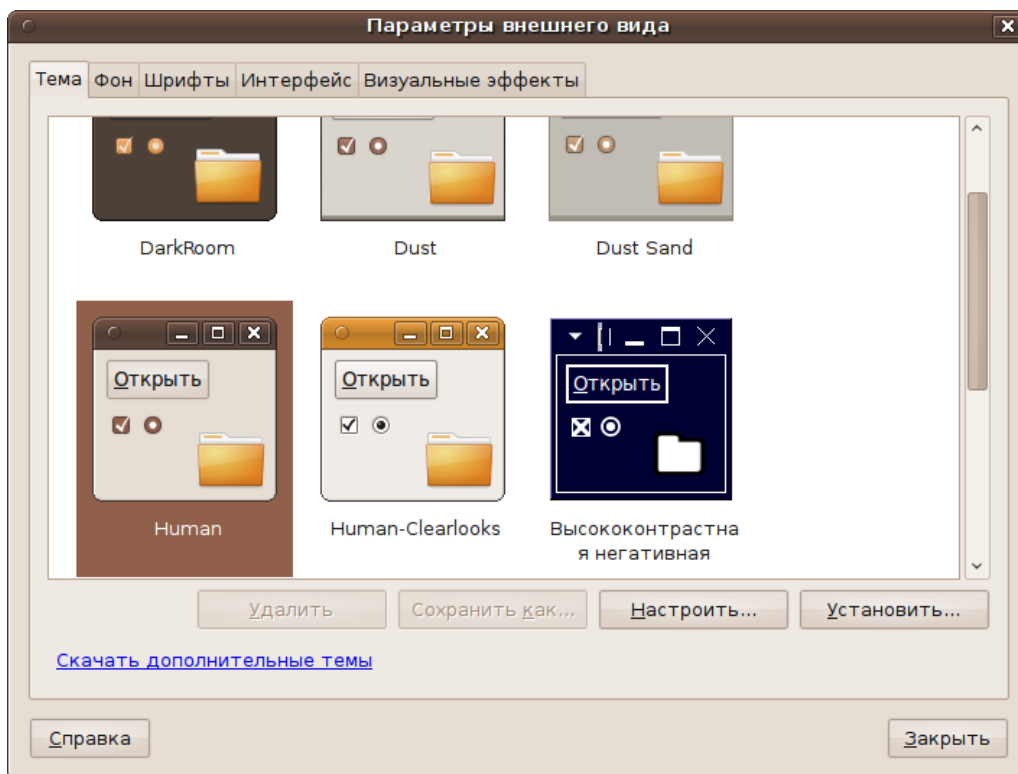 Параметры внешнего вида
Тема Фон Шрифты Интерфейс Визуальные эффекты
DarkRoom Dust Dust Sand
Открыть Открыть Открыть
Human Human-Clearlooks Высококонтрастна
я негативная
Удалить Сохранить как... Настроить... Установить...
Скачать дополнительные темы
Справка Закрыть